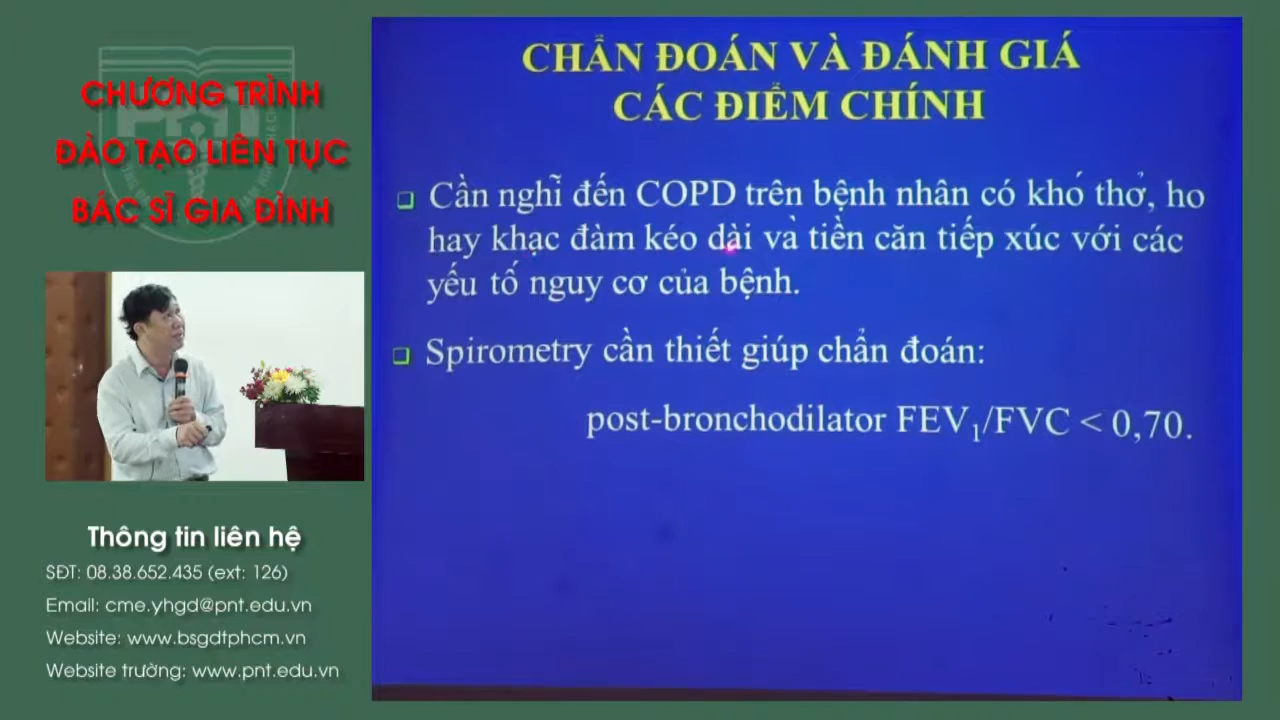 CHƯƠNG TRÌNH
ĐÀO TẠO LIÊN TỤC
BÁC SĨ GIA ĐÌNH
Thông tin liên hệ
SĐT: 08.38.652.435 (ext: 126)
Email: cme.yhgd@pnt.edu.vn
Website: www.bsgdtphcm.vn
Website trường: www.pnt.edu.vn
CHẨN ĐOÁN VÀ ĐÁNH GIÁ
CÁC ĐIỂM CHÍNH
Cần nghĩ đến COPD trên bệnh nhân có khó thở, ho
hay khạc đàm kéo dài và tiền căn tiếp xúc với các
yếu tố nguy cơ của bệnh.
Spirometry cần thiết giúp chẩn đoán:
post-bronchodilator FEV₁/FVC < 0,70.